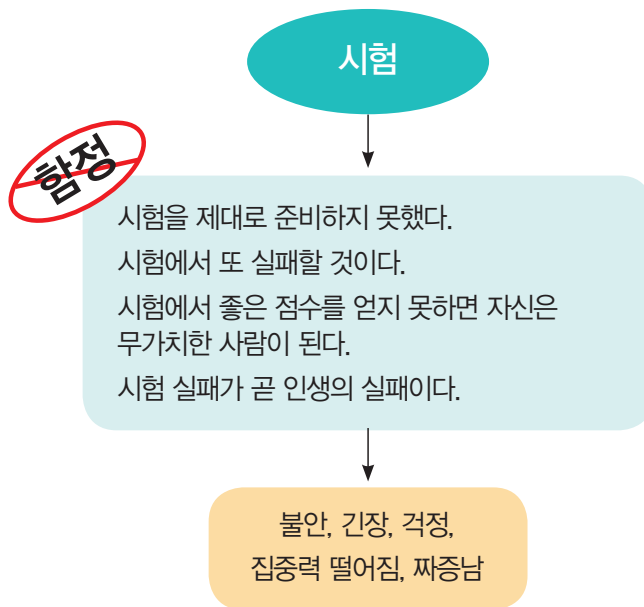 시험
함정
시험을 제대로 준비하지 못했다.
시험에서 또 실패할 것이다.
시험에서 좋은 점수를 얻지 못하면 자신은
무가치한 사람이 된다.
시험 실패가 곧 인생의 실패이다.
불안, 긴장, 걱정,
집중력 떨어짐, 짜증남